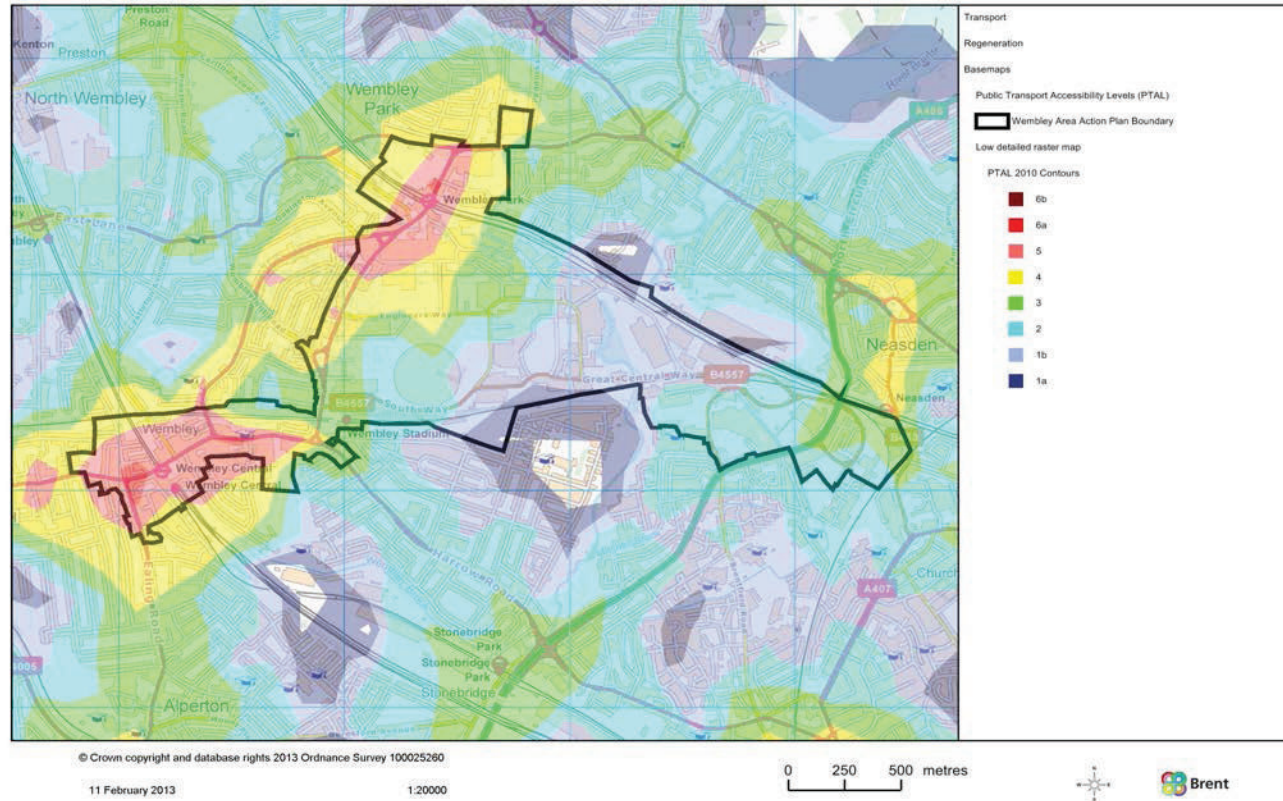 Preston
Road
Kenton
Preston
North Wembley
Wembley
Park
A406
East Lane
Wembley Park
Neasden
Great Central Way
B4557
Neasden
B4557
South Way
Wembley
Wembley Stadium
Wembley Central
Wembley Central
Harrow Road
Ealing Road
Church
A407
Stonebridge
Park
Stonebridge
Park
Stonebridge
4005
Alperton
Transport
Regeneration
Basemaps
Public Transport Accessibility Levels (PTAL)
Wembley Area Action Plan Boundary
Low detailed raster map
PTAL 2010 Contours
6b
6a
5
4
3
2
1b
1a
© Crown copyright and database rights 2013 Ordnance Survey 100025260
11 February 2013
1:20000
0 250 500 metres
N
Brent